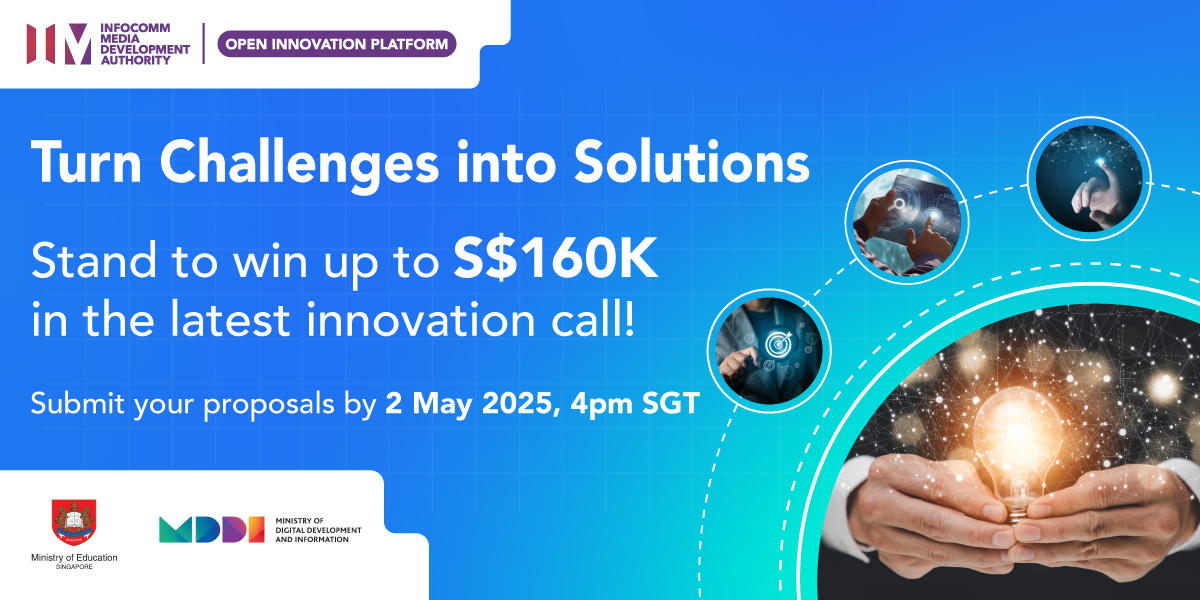 INFOCOMM
MEDIA
DEVELOPMENT
AUTHORITY
OPEN INNOVATION PLATFORM
Turn Challenges into Solutions
Stand to win up to S$160K
in the latest innovation call!
Submit your proposals by 2 May 2025, 4pm SGT
Ministry of Education
SINGAPORE
MDDI
MINISTRY OF
DIGITAL DEVELOPMENT
AND INFORMATION